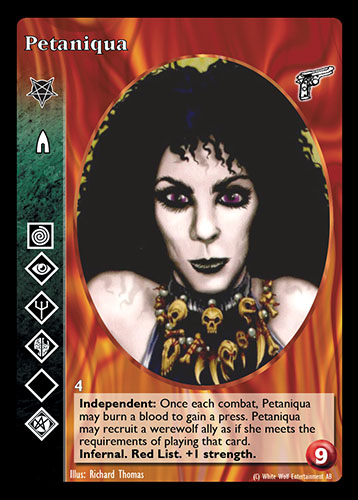 Petaniqua
4
Independent: Once each combat, Petaniqua
may burn a blood to gain a press. Petaniqua
may recruit a werewolf ally as if she meets the
requirements of playing that card.
Infernal. Red List. +1 strength.
9
Illus: Richard Thomas
(C) White Wolf Entertainment AB